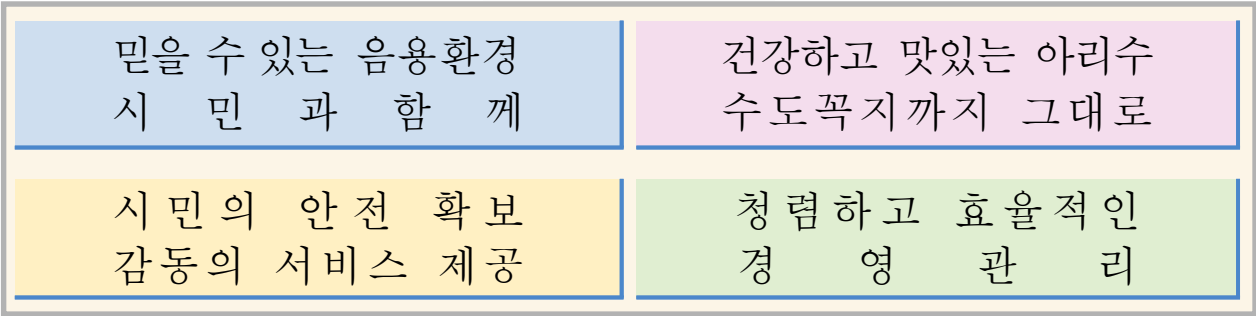 믿을 수 있는 음용환경
시민과 함께
건강하고 맛있는 아리수
수도꼭지까지 그대로
시민의 안전 확보
감동의 서비스 제공
청렴하고 효율적인
경영관리